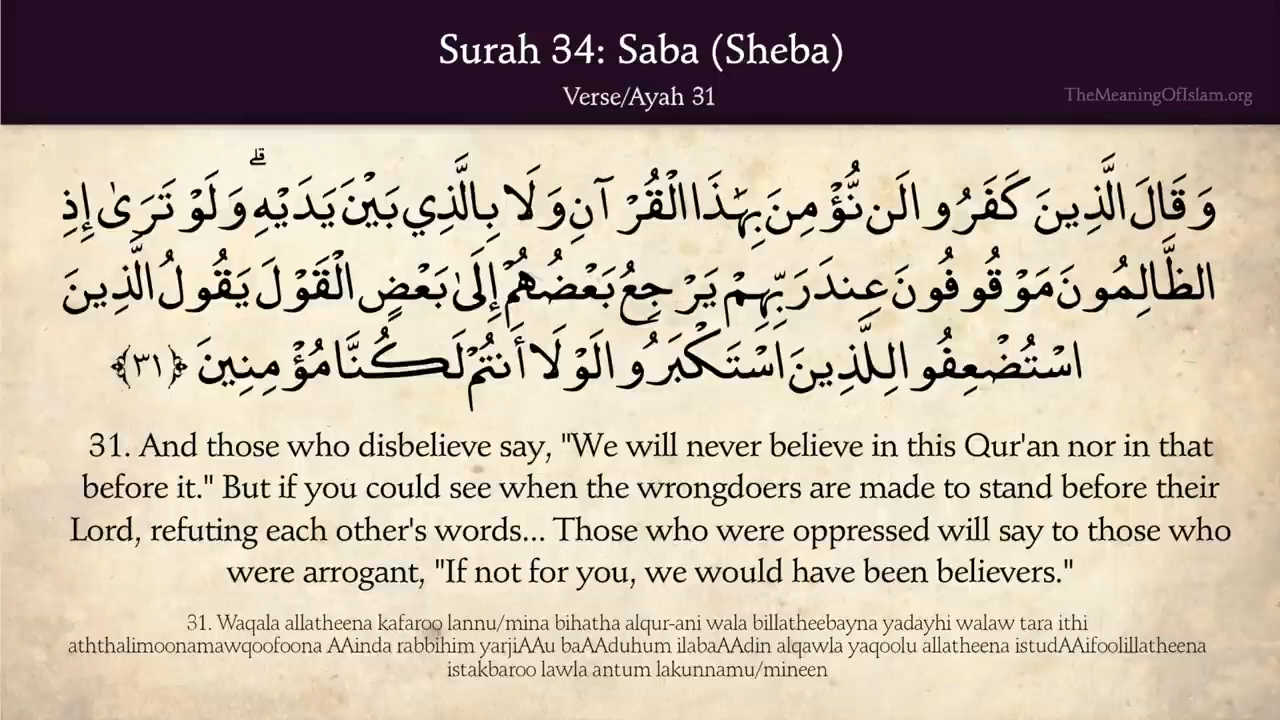 Surah 34: Saba (Sheba)
Verse/Ayah 31
TheMeaningOfIslam.org
وَقَالَ الَّذِينَ كَفَرُوا لَن نُّؤْمِنَ بِهَٰذَا الْقُرْآنِ وَلَا بِالَّذِي بَيْنَ يَدَيْهِ ۗ وَلَوْ تَرَىٰ إِذِ
الظَّالِمُونَ مَوْقُوفُونَ عِندَ رَبِّهِمْ يَرْجِعُ بَعْضُهُمْ إِلَىٰ بَعْضٍ الْقَوْلَ يَقُولُ الَّذِينَ
اسْتُضْعِفُوا لِلَّذِينَ اسْتَكْبَرُوا لَوْلَا أَنتُمْ لَكُنَّا مُؤْمِنِينَ ﴿٣١﴾
31. And those who disbelieve say, "We will never believe in this Qur'an nor in that
before it." But if you could see when the wrongdoers are made to stand before their
Lord, refuting each other's words... Those who were oppressed will say to those who
were arrogant, "If not for you, we would have been believers."
31. Waqala allatheena kafaroo lannu/mina bihatha alqur-ani wala billatheebayna yadayhi walaw tara ithi
aththalimoonamawqoofoona AAinda rabbihim yarjiAAu baAAduhum ilabaAAdin alqawla yaqoolu allatheena istudAAifoolillatheena
istakbaroo lawla antum lakunnamu/mineen